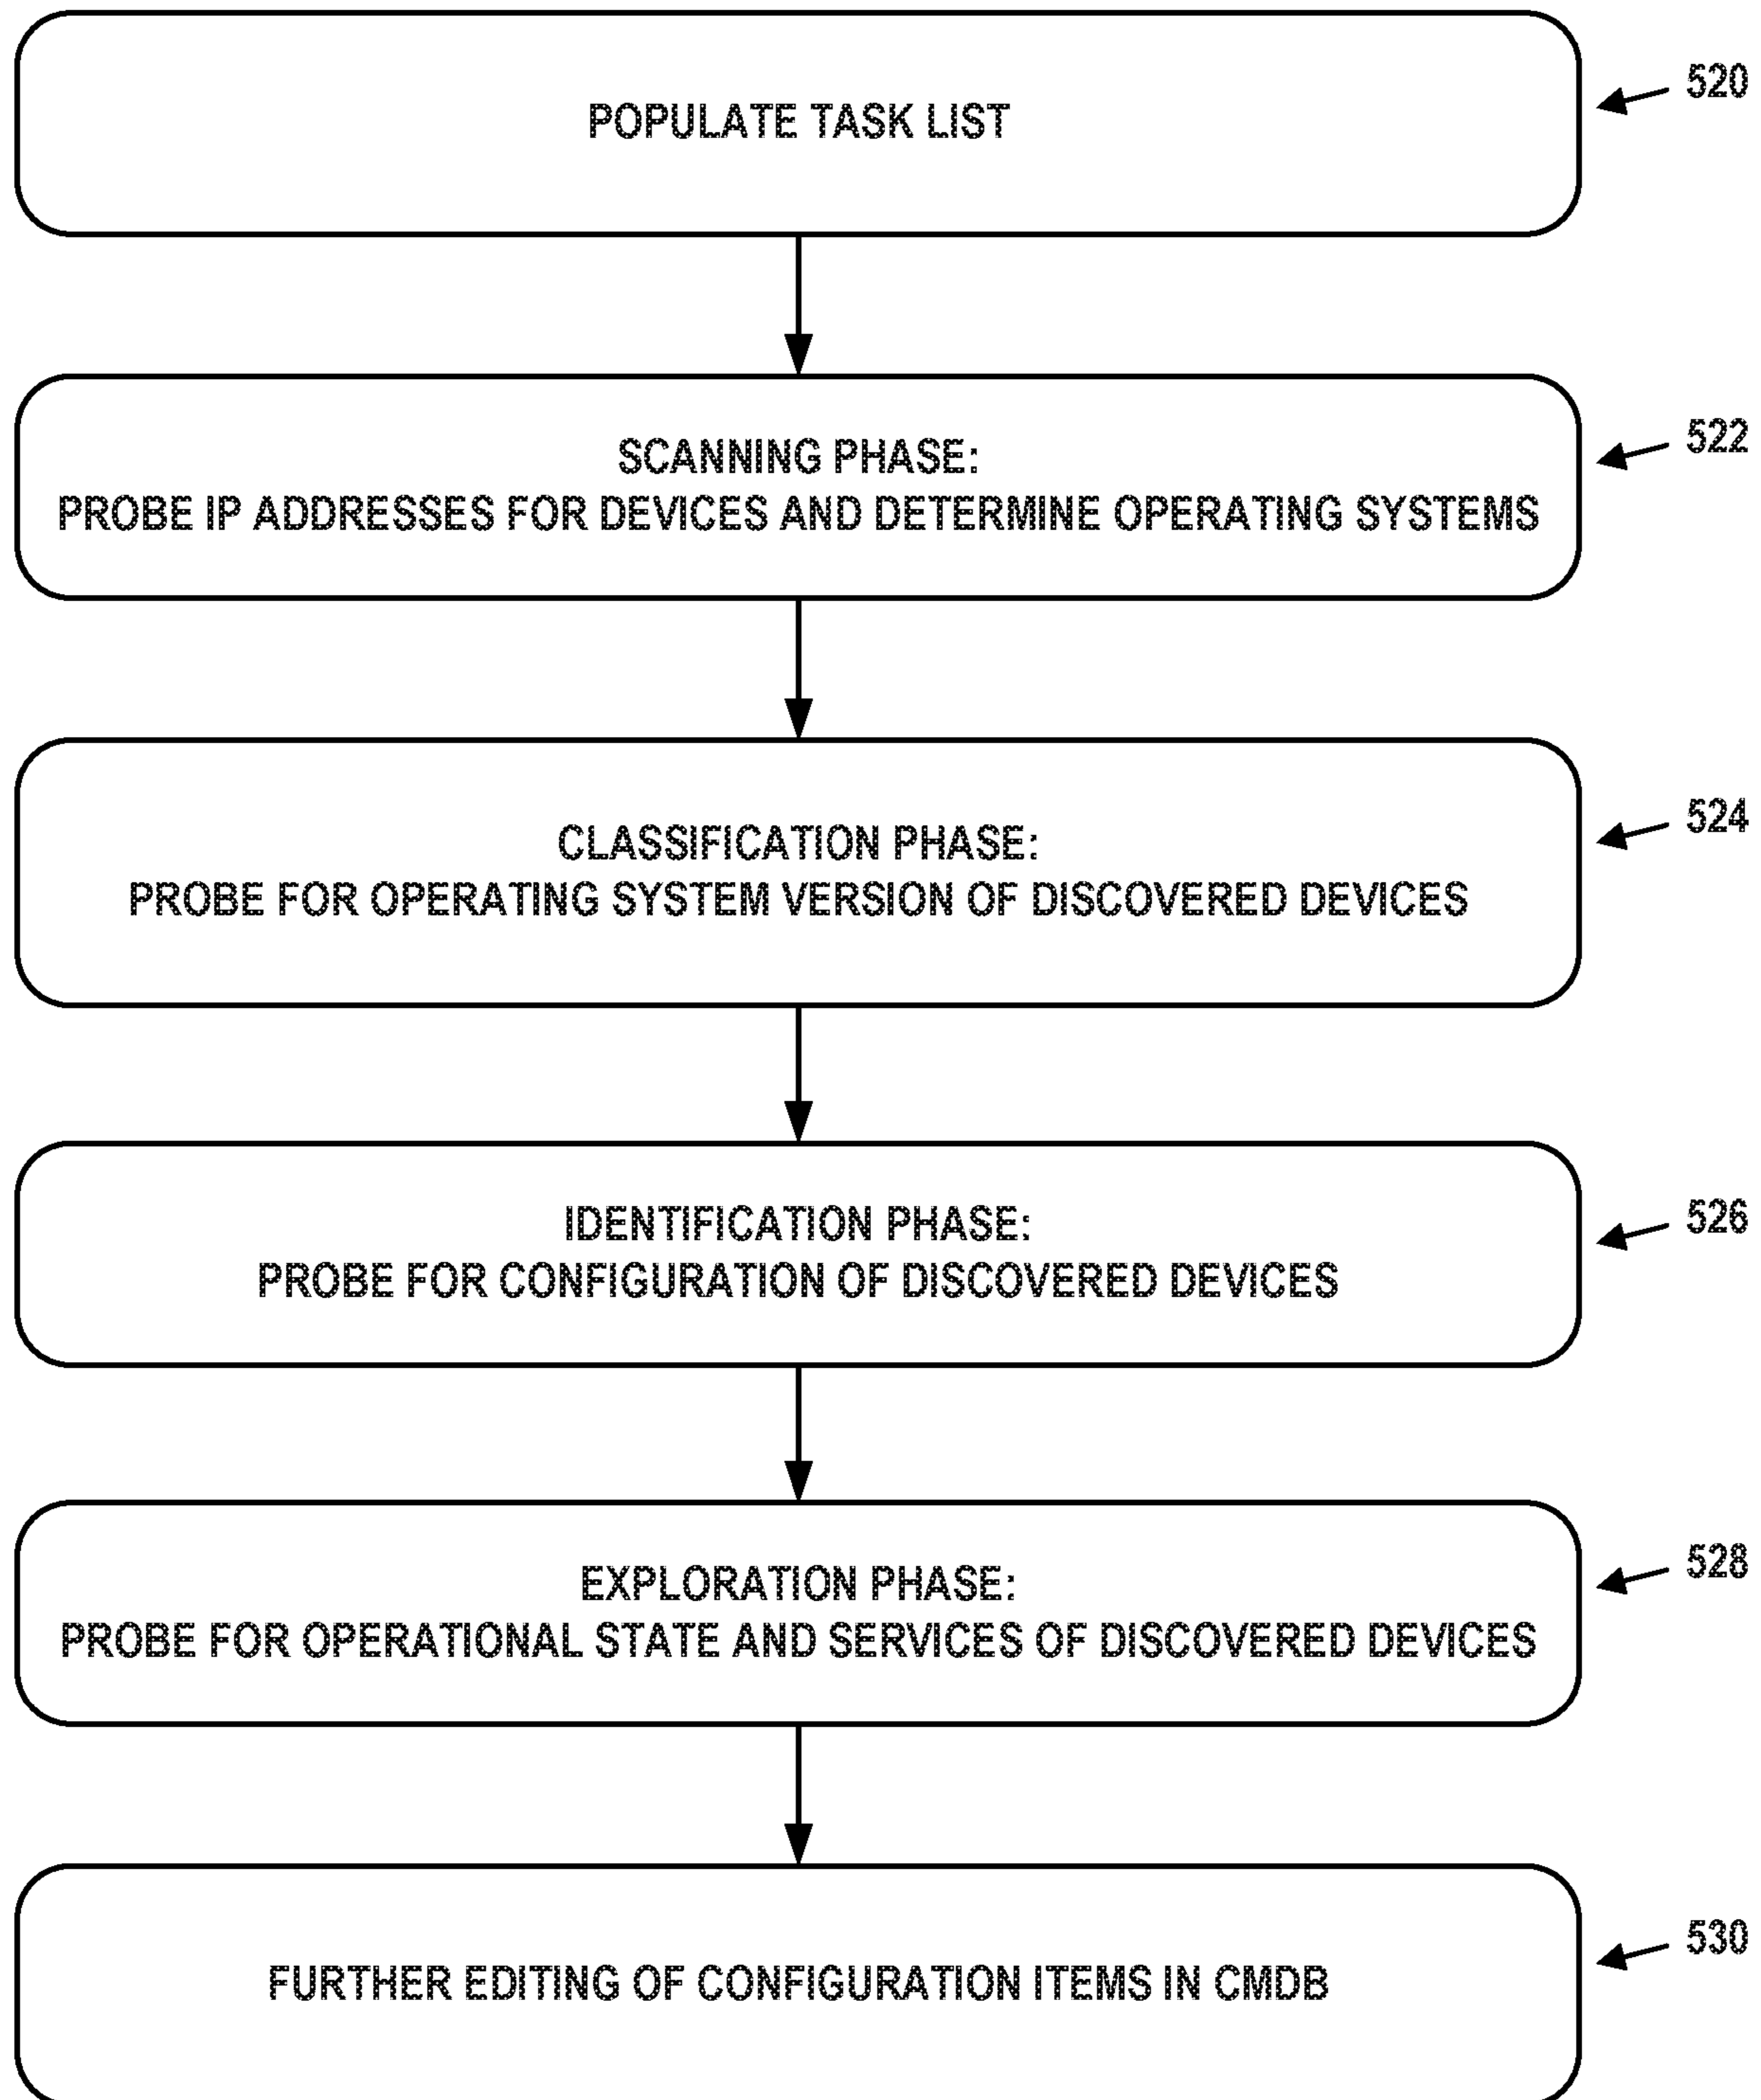 POPULATE TASK LIST
520
SCANNING PHASE:
PROBE IP ADDRESSES FOR DEVICES AND DETERMINE OPERATING SYSTEMS
522
CLASSIFICATION PHASE:
PROBE FOR OPERATING SYSTEM VERSION OF DISCOVERED DEVICES
524
IDENTIFICATION PHASE:
PROBE FOR CONFIGURATION OF DISCOVERED DEVICES
526
EXPLORATION PHASE:
PROBE FOR OPERATIONAL STATE AND SERVICES OF DISCOVERED DEVICES
528
FURTHER EDITING OF CONFIGURATION ITEMS IN CMDB
530